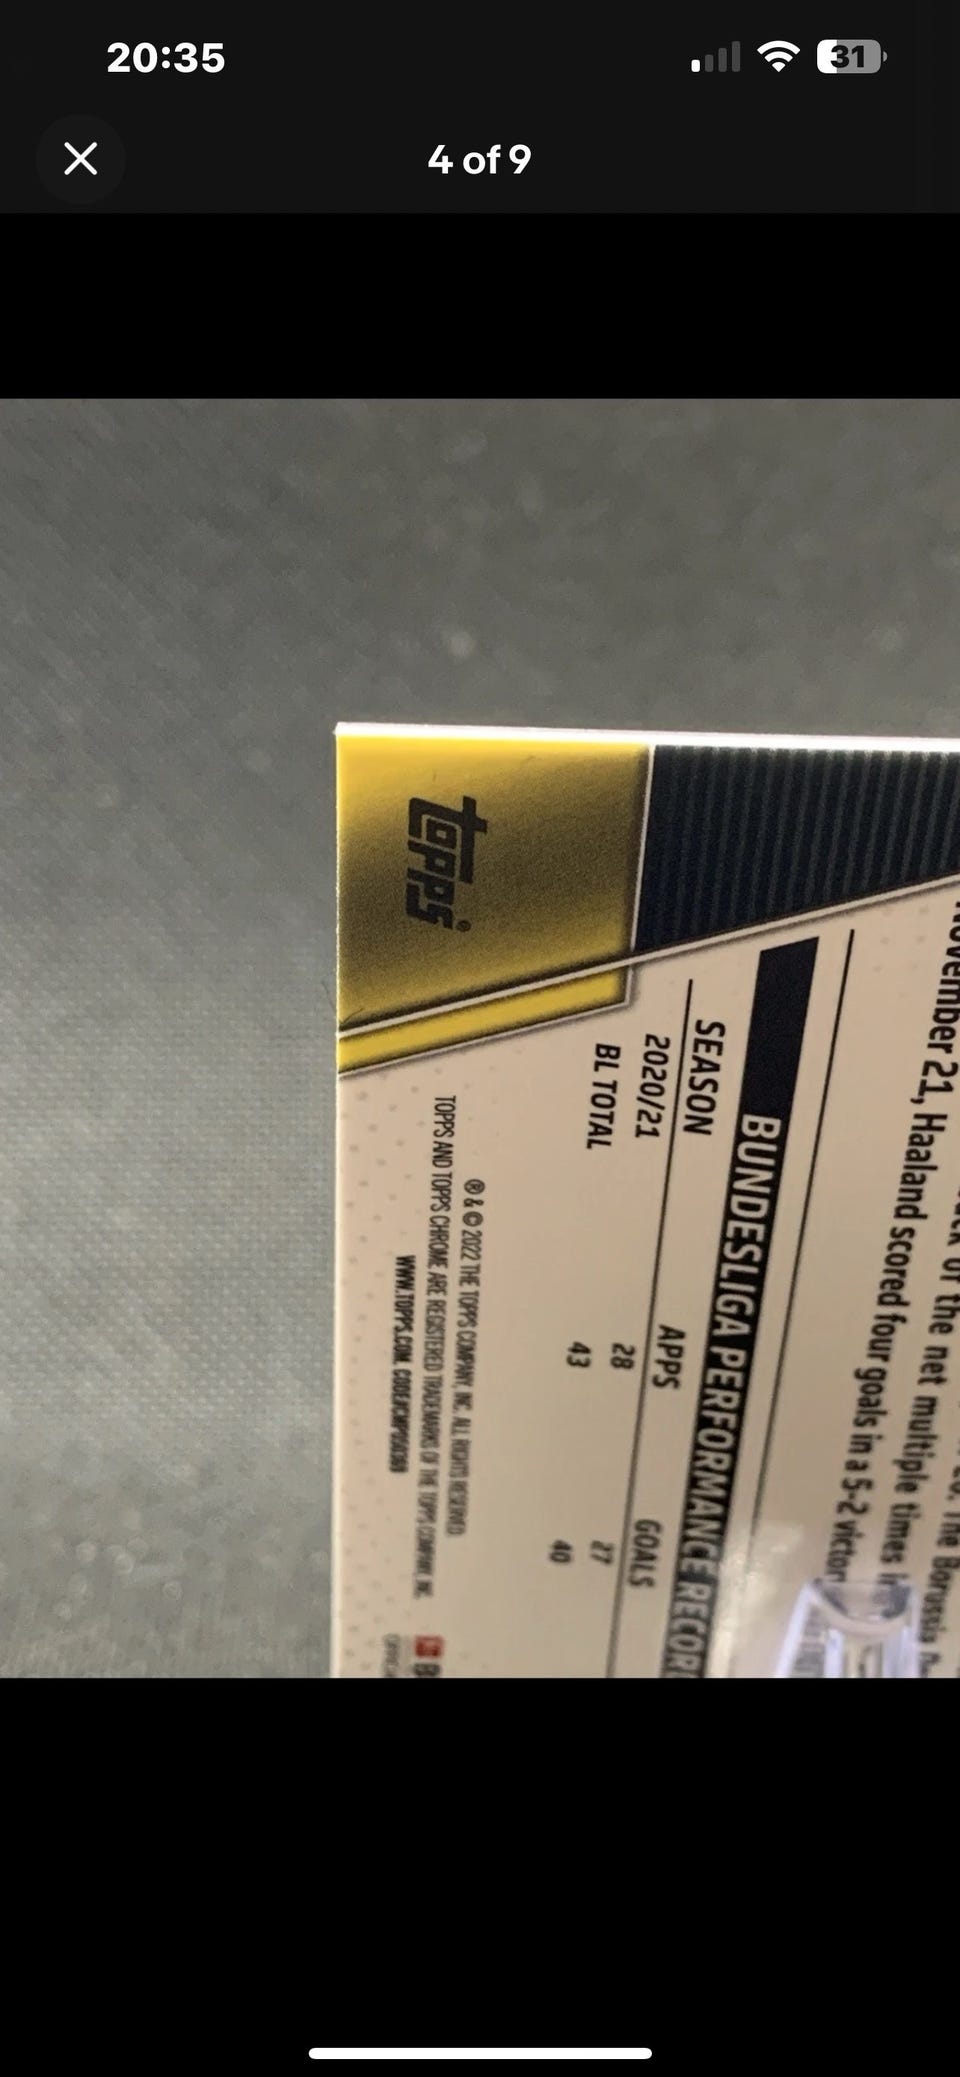 20:35
31
4 of 9
November 21, Haaland scored four goals in a 5-2
of the net multiple times
BUNDESLIGA PERFORMANCE RECOR
SEASON APPS GOALS
2020/21 28 27
BL TOTAL 43 40
® & © 2022 THE TOPPS COMPANY, INC. ALL RIGHTS RESERVED.
TOPPS AND TOPPS CHROME ARE REGISTERED TRADEMARKS OF THE TOPPS COMPANY, INC.
WWW.TOPPS.COM.
topps®